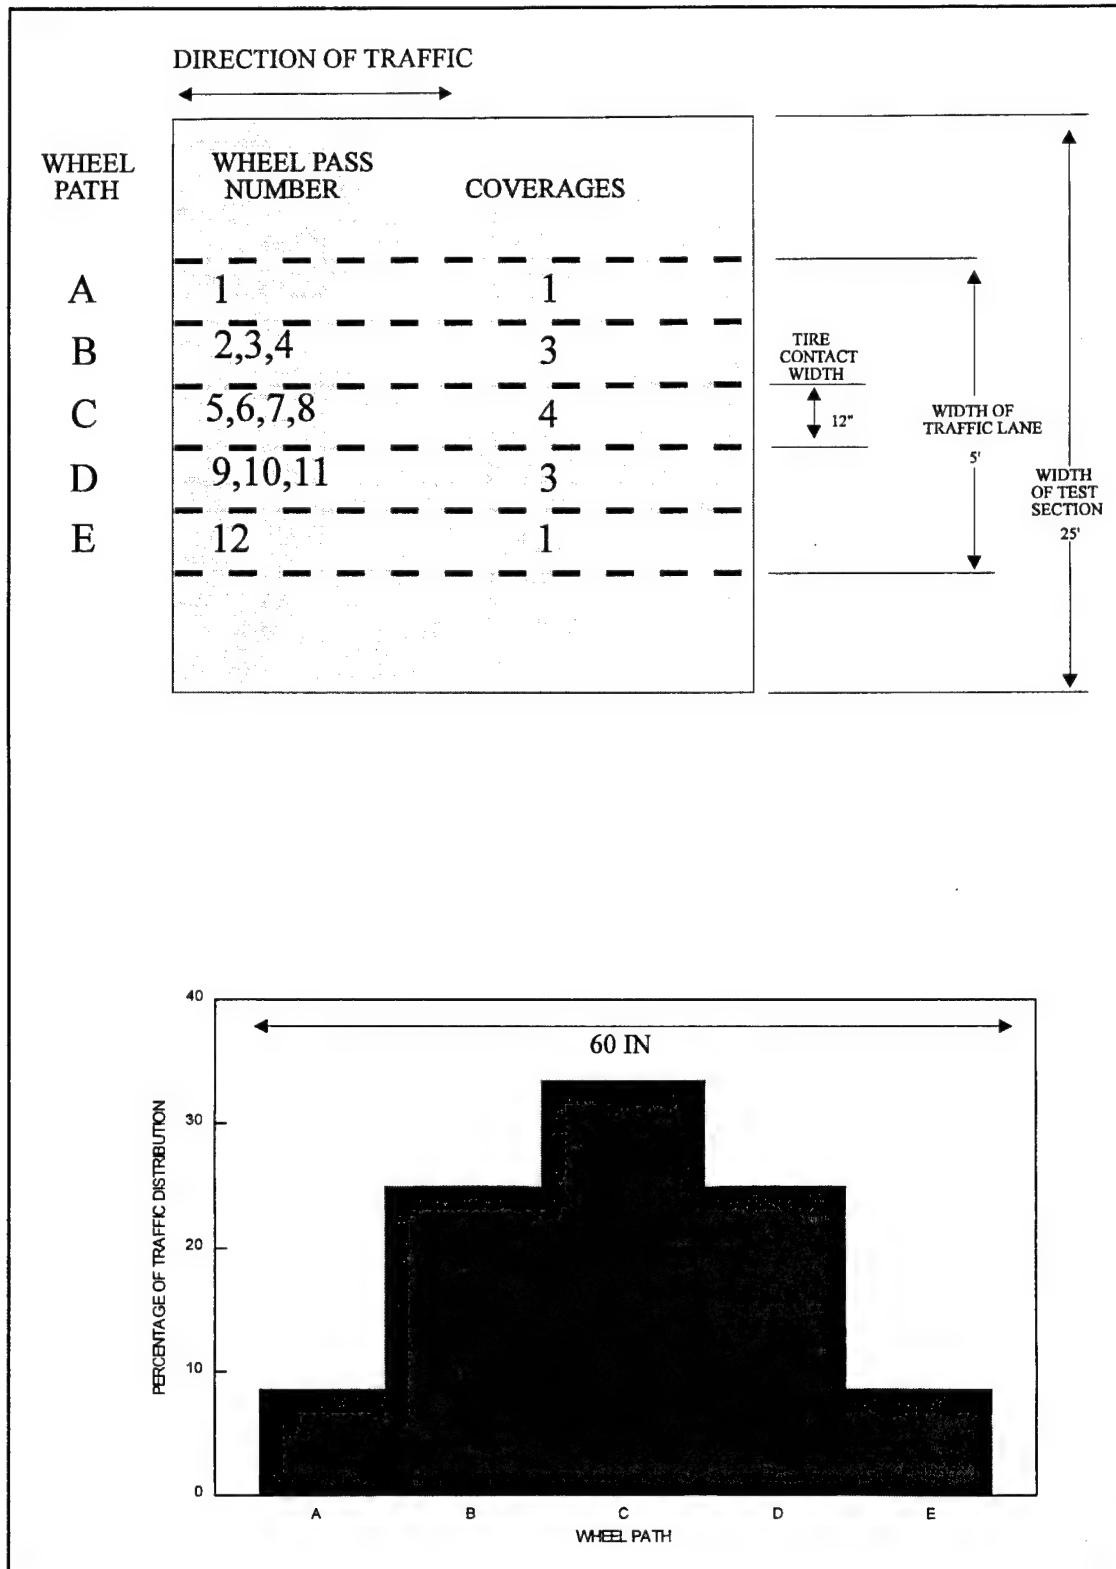 DIRECTION OF TRAFFIC
WHEEL
PATH
WHEEL PASS
NUMBER
COVERAGES
A
1
1
B
2,3,4
3
C
5,6,7,8
4
D
9,10,11
3
E
12
1
TIRE
CONTACT
WIDTH
12"
WIDTH OF
TRAFFIC LANE
5'
WIDTH
OF TEST
SECTION
25'
60 IN
PERCENTAGE OF TRAFFIC DISTRIBUTION
40
30
20
10
0
A
B
C
D
E
WHEEL PATH